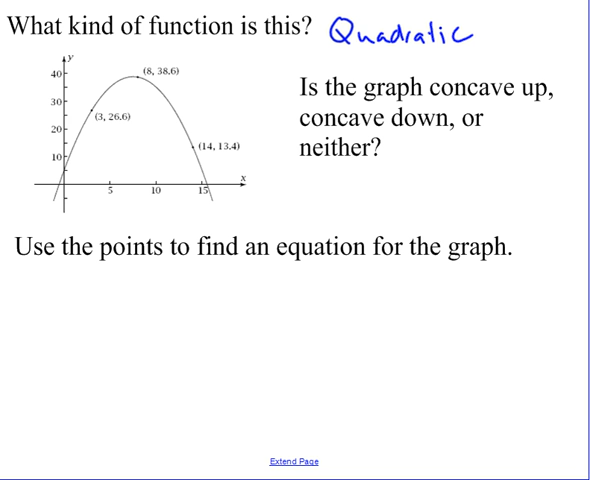 What kind of function is this? Quadratic
y
40
30
20
10
(8, 38.6)
(3, 26.6)
(14, 13.4)
x
5 10 15
Is the graph concave up,
concave down, or
neither?
Use the points to find an equation for the graph.
Extend Page